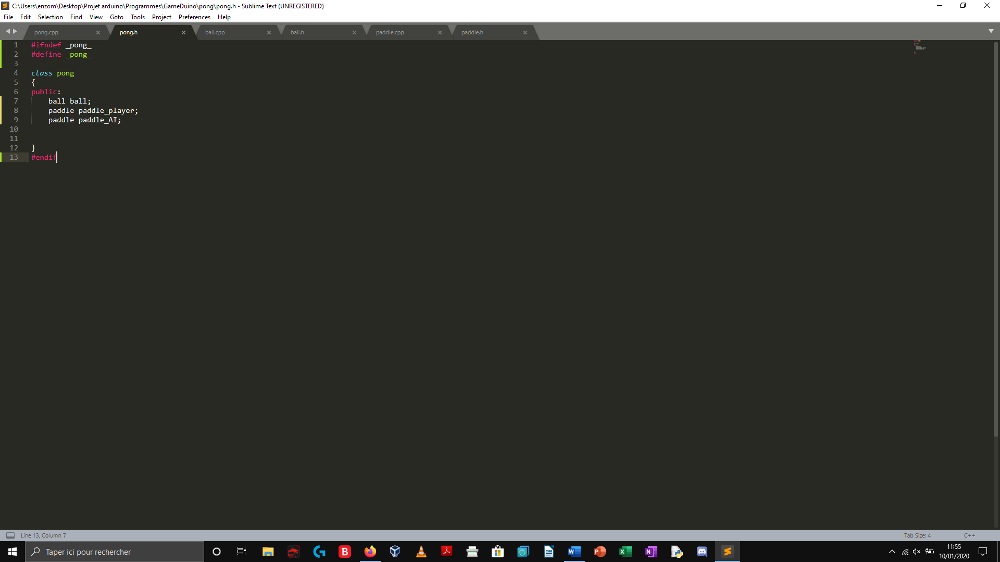 C:\Users\enzom\Desktop\Projet arduino\Programmes\GameDuino\pong\pong.h - Sublime Text (UNREGISTERED)
File Edit Selection Find View Goto Tools Project Preferences Help
pong.cpp pong.h ball.cpp ball.h paddle.cpp paddle.h
1 #ifndef _pong_
2 #define _pong_
3
4 class pong
5 {
6 public:
7 ball ball;
8 paddle paddle_player;
9 paddle paddle_AI;
10
11
12 }
13 #endif
Line 13, Column 7 Tab Size: 4 C++
Taper ici pour rechercher
11:55
10/01/2020